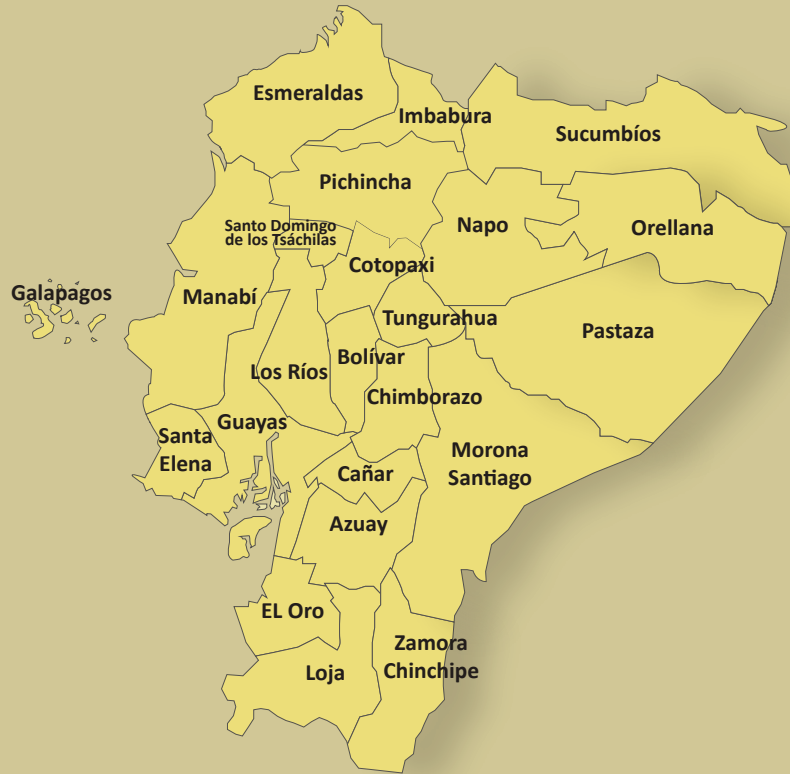 Esmeraldas
Imbabura
Sucumbíos
Pichincha
Santo Domingo
de los Tsáchilas
Napo
Orellana
Cotopaxi
Galapagos
Manabí
Tungurahua
Pastaza
Bolívar
Los Ríos
Chimborazo
Guayas
Santa
Elena
Morona
Santiago
Cañar
Azuay
EL Oro
Zamora
Chinchipe
Loja